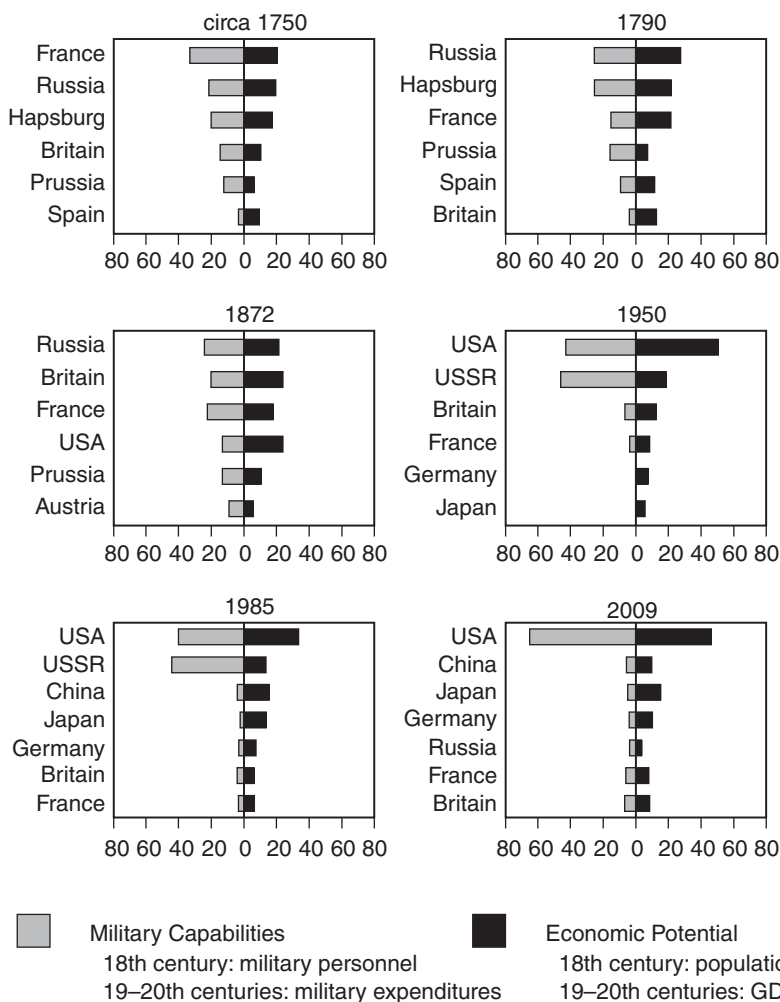 circa 1750
France
Russia
Hapsburg
Britain
Prussia
Spain
80 60 40 20 0 20 40 60 80
1790
Russia
Hapsburg
France
Prussia
Spain
Britain
80 60 40 20 0 20 40 60 80
1872
Russia
Britain
France
USA
Prussia
Austria
80 60 40 20 0 20 40 60 80
1950
USA
USSR
Britain
France
Germany
Japan
80 60 40 20 0 20 40 60 80
1985
USA
USSR
China
Japan
Germany
Britain
France
80 60 40 20 0 20 40 60 80
2009
USA
China
Japan
Germany
Russia
France
Britain
80 60 40 20 0 20 40 60 80
Military Capabilities
18th century: military personnel
19–20th centuries: military expenditures
Economic Potential
18th century: populatio
19–20th centuries: GD